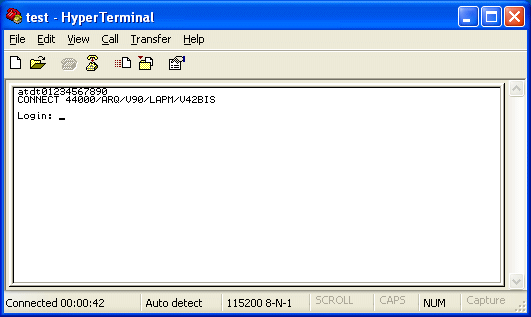 test - HyperTerminal
File Edit View Call Transfer Help
atdt01234567890
CONNECT 44000/ARQ/V90/LAPM/V42BIS
Login: _
Connected 00:00:42 Auto detect 115200 8-N-1 SCROLL CAPS NUM Capture